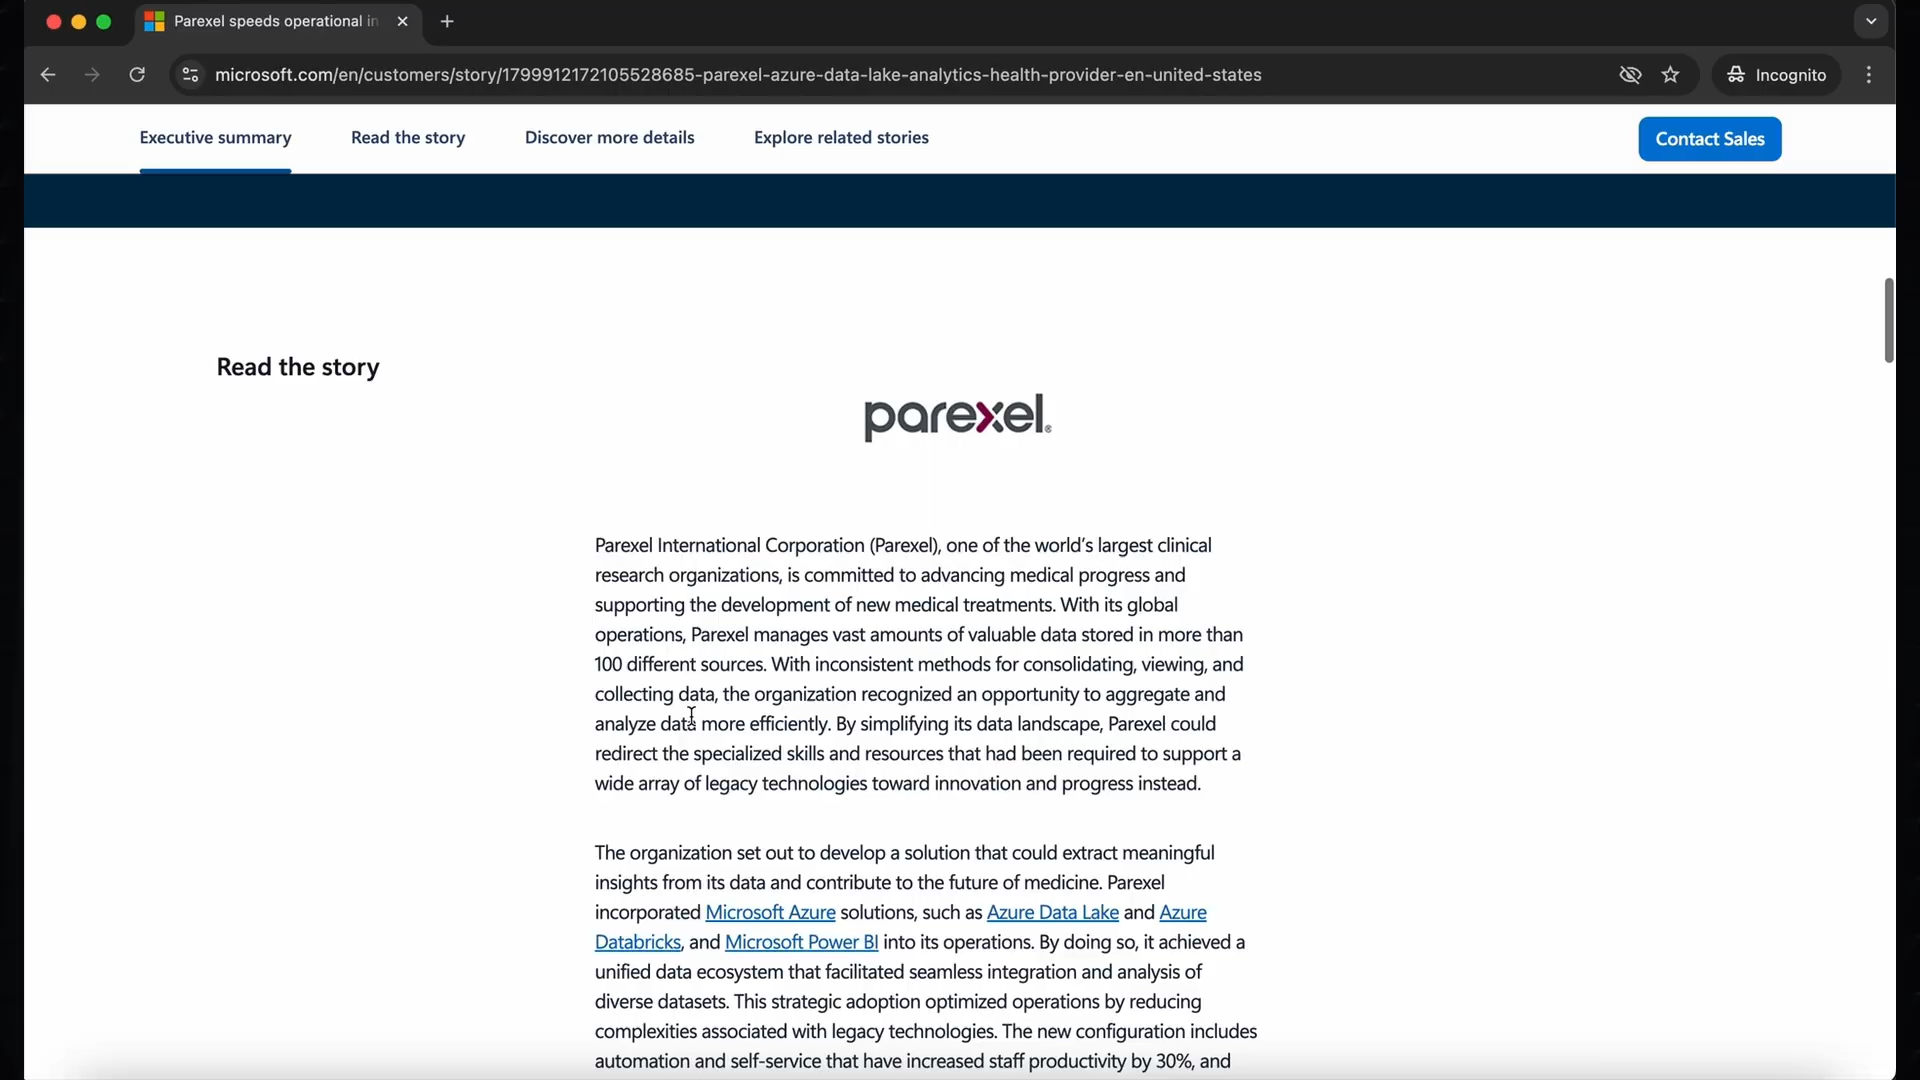 Parexel speeds operational in
microsoft.com/en/customers/story/1799912172105528685-parexel-azure-data-lake-analytics-health-provider-en-united-states
Incognito
Executive summary
Read the story
Discover more details
Explore related stories
Contact Sales
Read the story
parexel®
Parexel International Corporation (Parexel), one of the world’s largest clinical
research organizations, is committed to advancing medical progress and
supporting the development of new medical treatments. With its global
operations, Parexel manages vast amounts of valuable data stored in more than
100 different sources. With inconsistent methods for consolidating, viewing, and
collecting data, the organization recognized an opportunity to aggregate and
analyze data more efficiently. By simplifying its data landscape, Parexel could
redirect the specialized skills and resources that had been required to support a
wide array of legacy technologies toward innovation and progress instead.
The organization set out to develop a solution that could extract meaningful
insights from its data and contribute to the future of medicine. Parexel
incorporated Microsoft Azure solutions, such as Azure Data Lake and Azure
Databricks, and Microsoft Power BI into its operations. By doing so, it achieved a
unified data ecosystem that facilitated seamless integration and analysis of
diverse datasets. This strategic adoption optimized operations by reducing
complexities associated with legacy technologies. The new configuration includes
automation and self-service that have increased staff productivity by 30%, and